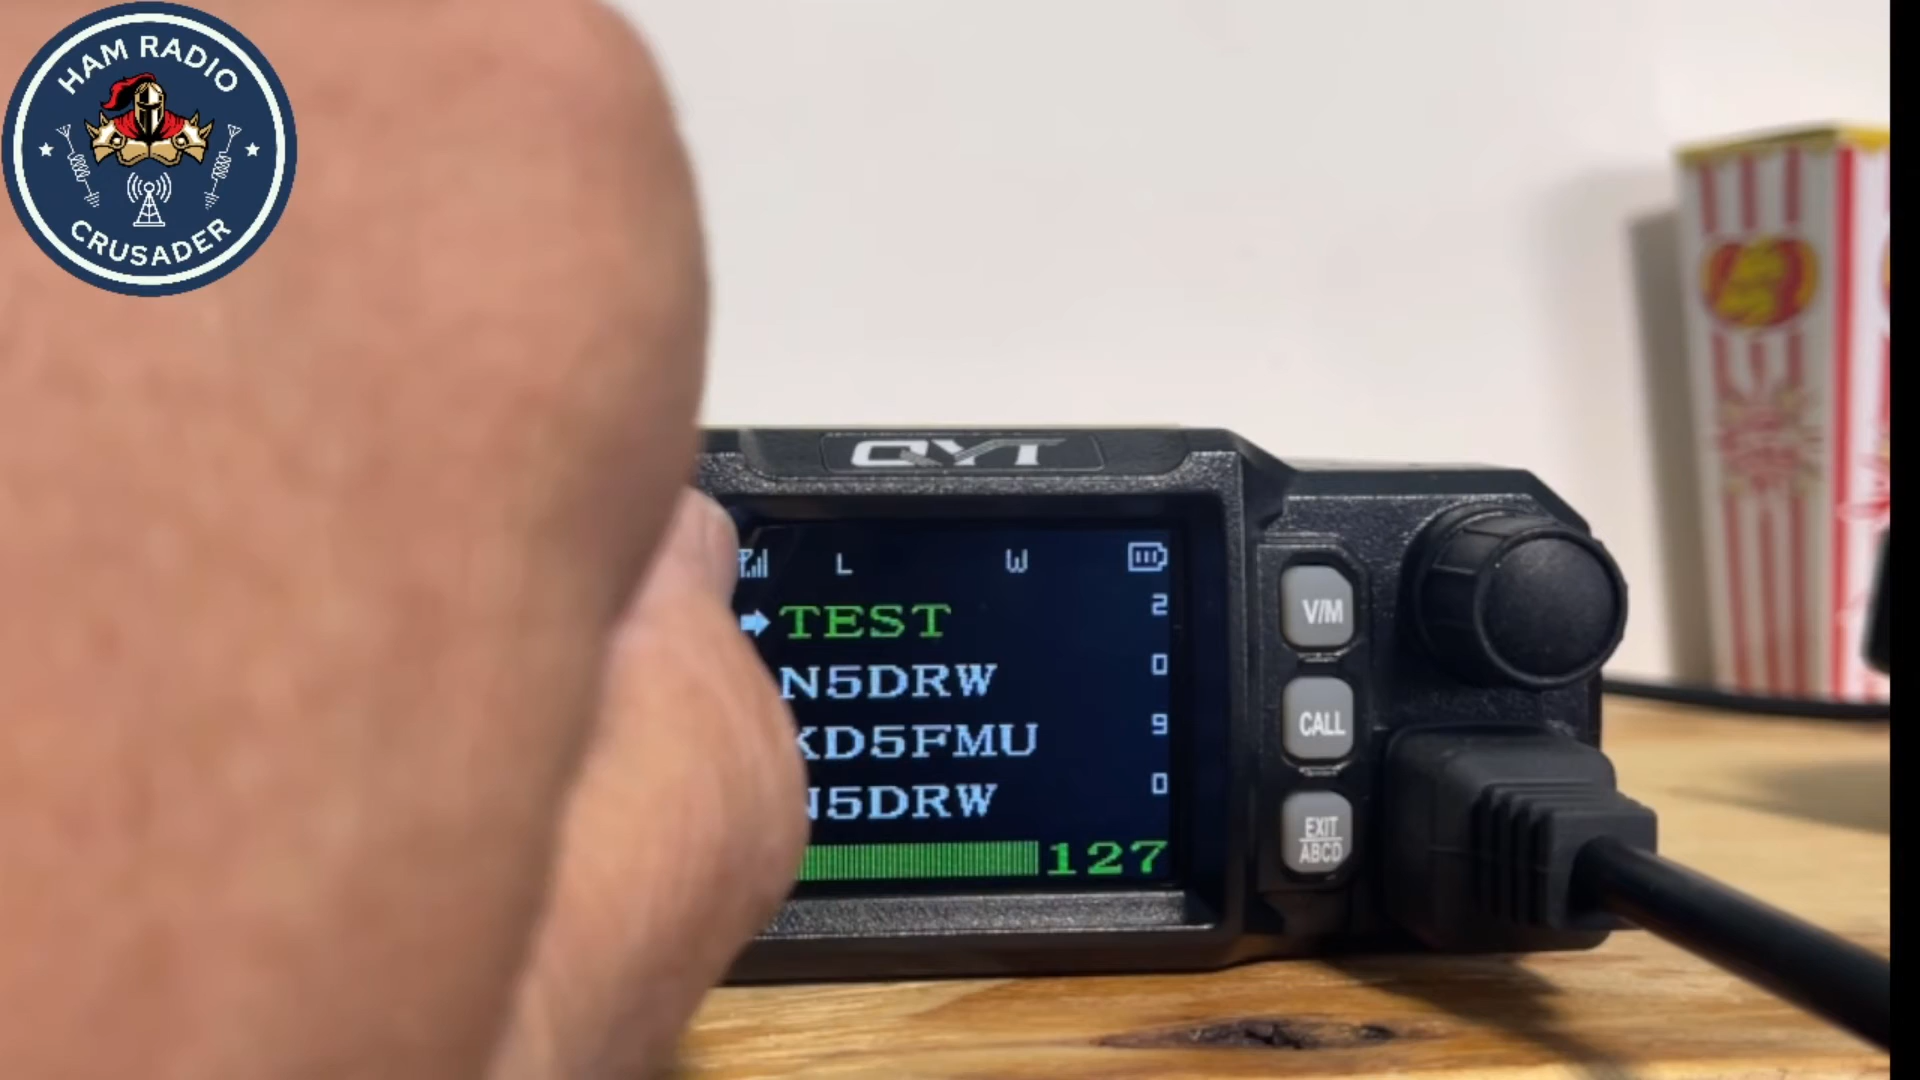 HAM RADIO
CRUSADER
QYT
L W
TEST 2
N5DRW 0
KD5FMU 9
N5DRW 0
127
V/M
CALL
EXIT
ABCD